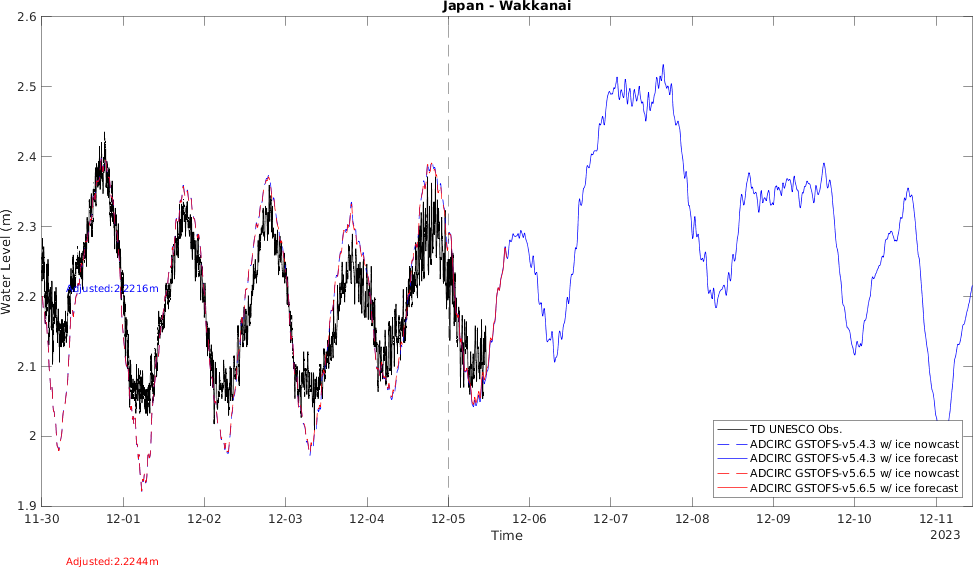 Japan - Wakkanai
2.6
2.5
2.4
2.3
2.2
2.1
2
1.9
Water Level (m)
Adjusted:2.2216m
TD UNESCO Obs.
ADCIRC GSTOFS-v5.4.3 w/ ice nowcast
ADCIRC GSTOFS-v5.4.3 w/ ice forecast
ADCIRC GSTOFS-v5.6.5 w/ ice nowcast
ADCIRC GSTOFS-v5.6.5 w/ ice forecast
11-30 12-01 12-02 12-03 12-04 12-05 12-06 12-07 12-08 12-09 12-10 12-11
Time
2023
Adjusted:2.2244m